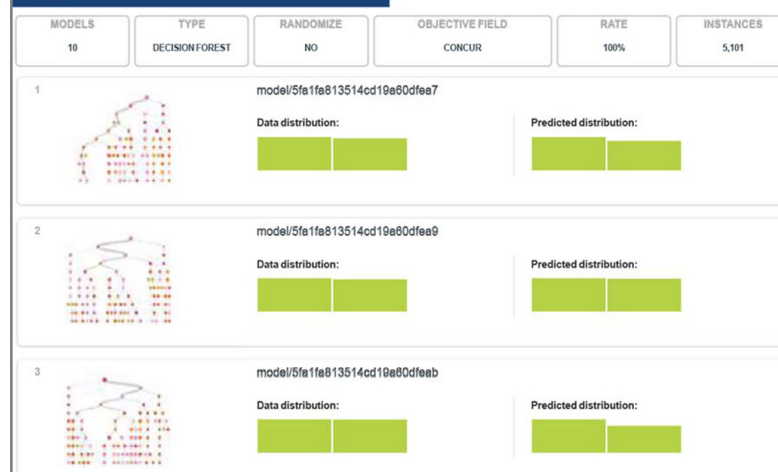 MODELS TYPE RANDOMIZE OBJECTIVE FIELD RATE INSTANCES
10 DECISION FOREST NO CONCUR 100% 5,101
1 model/5fa1fa813514cd19a60dfea7
Data distribution: Predicted distribution:
2 model/5fa1fa813514cd19a60dfea9
Data distribution: Predicted distribution:
3 model/5fa1fa813514cd19a60dfeab
Data distribution: Predicted distribution: